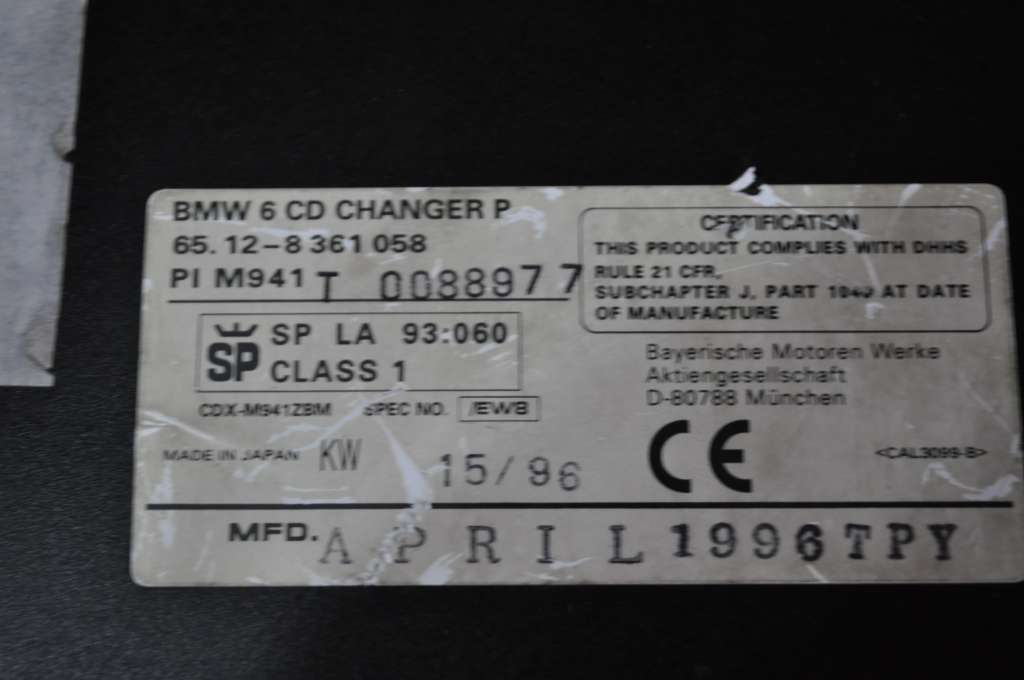 BMW 6 CD CHANGER P
65.12-8 361 058
PI M941 T 0088977
SP SP LA 93:060
CLASS 1
CDX-M941ZBM SPEC NO. /EW8
MADE IN JAPAN KW 15/96
CERTIFICATION
THIS PRODUCT COMPLIES WITH DHHS
RULE 21 CFR,
SUBCHAPTER J, PART 1040 AT DATE
OF MANUFACTURE
Bayerische Motoren Werke
Aktiengesellschaft
D-80788 München
CE
<CAL3099-B>
MFD. APRIL 1996 TPY